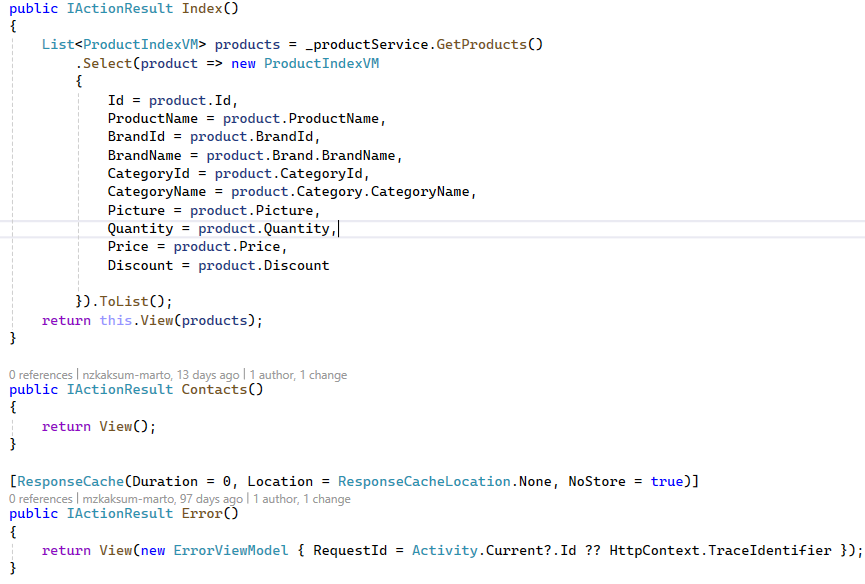 public IActionResult Index()
{
List<ProductIndexVM> products = _productService.GetProducts()
.Select(product => new ProductIndexVM
{
Id = product.Id,
ProductName = product.ProductName,
BrandId = product.BrandId,
BrandName = product.Brand.BrandName,
CategoryId = product.CategoryId,
CategoryName = product.Category.CategoryName,
Picture = product.Picture,
Quantity = product.Quantity,
Price = product.Price,
Discount = product.Discount
}).ToList();
return this.View(products);
}
0 references | nzkaksum-marto, 13 days ago | 1 author, 1 change
public IActionResult Contacts()
{
return View();
}
[ResponseCache(Duration = 0, Location = ResponseCacheLocation.None, NoStore = true)]
0 references | mzkaksum-marto, 97 days ago | 1 author, 1 change
public IActionResult Error()
{
return View(new ErrorViewModel { RequestId = Activity.Current?.Id ?? HttpContext.TraceIdentifier });
}